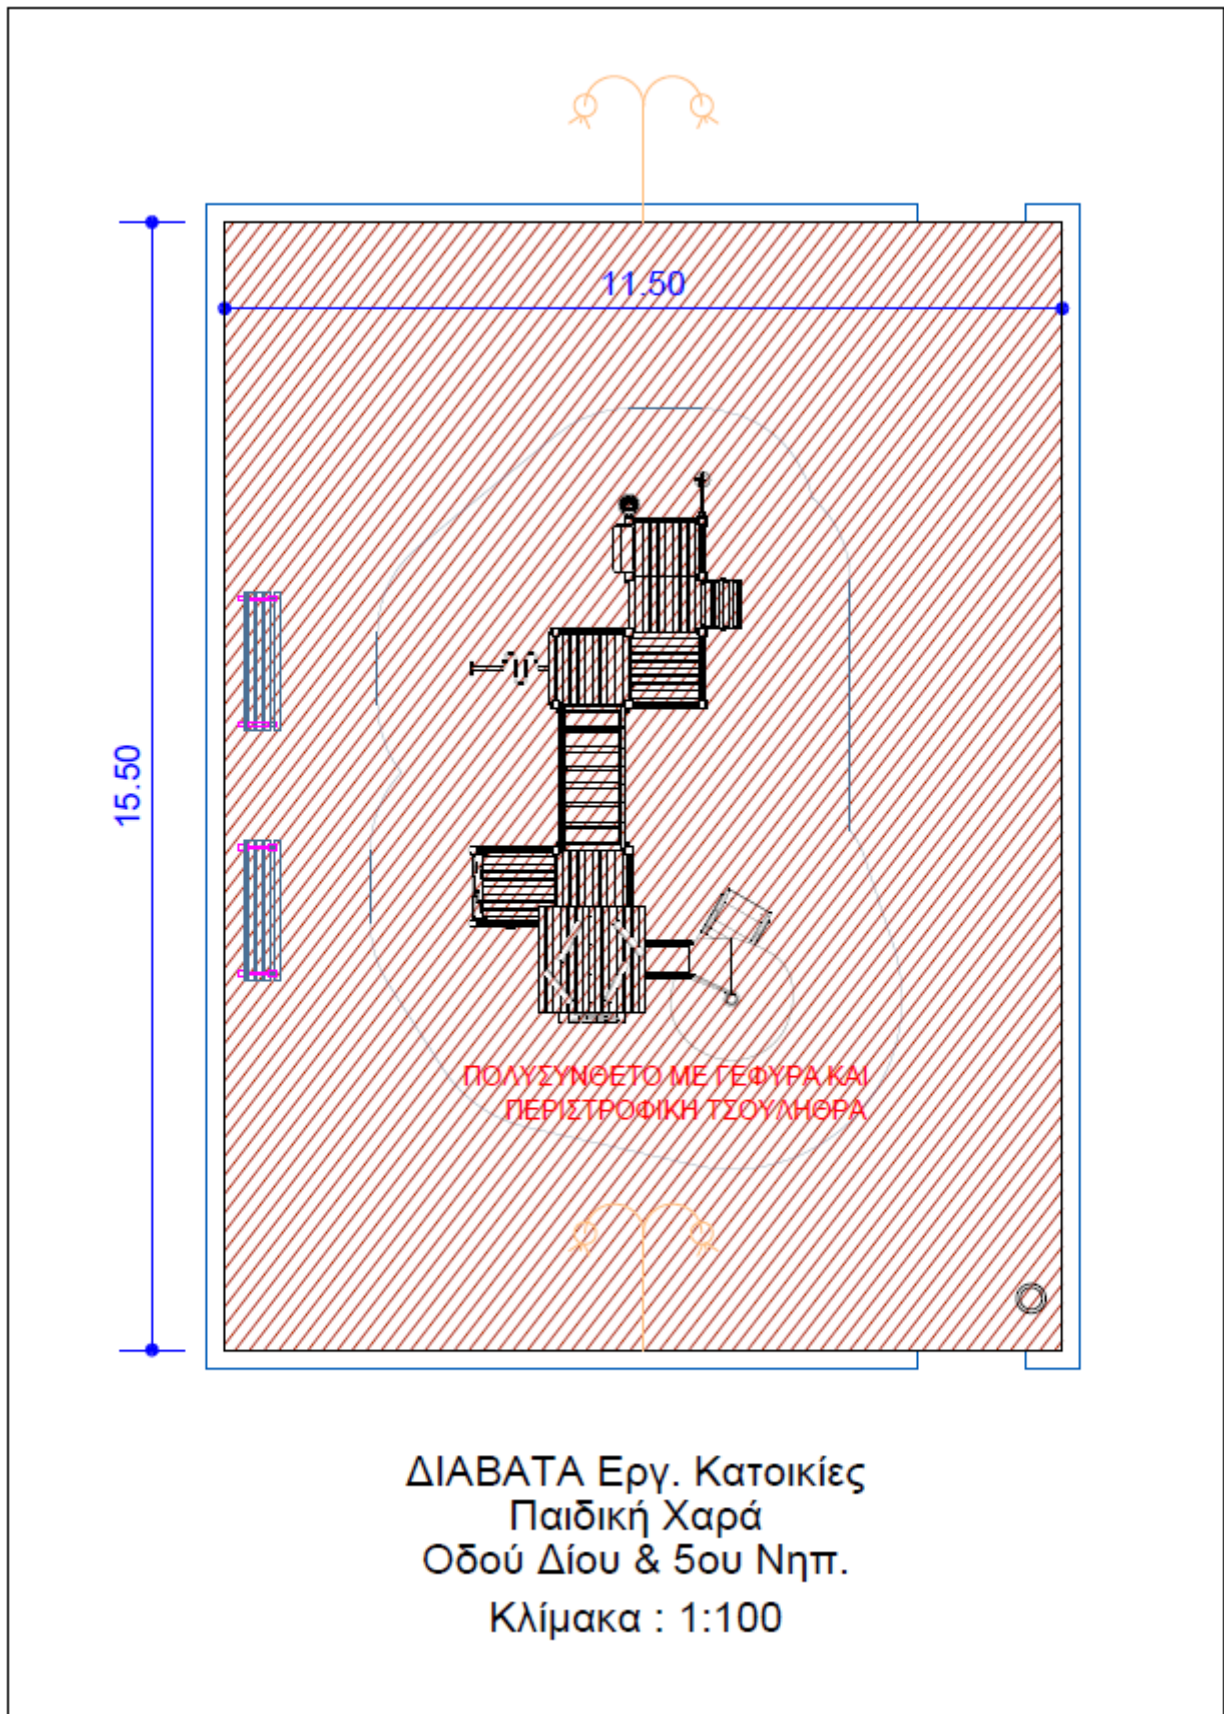 11.50
15.50
ΠΟΛΥΣΥΝΘΕΤΟ ΜΕ ΓΕΦΥΡΑ ΚΑΙ
ΠΕΡΙΣΤΡΟΦΙΚΗ ΤΣΟΥΛΗΘΡΑ
ΔΙΑΒΑΤΑ Εργ. Κατοικίες
Παιδική Χαρά
Οδού Δίου & 5ου Νηπ.
Κλίμακα : 1:100